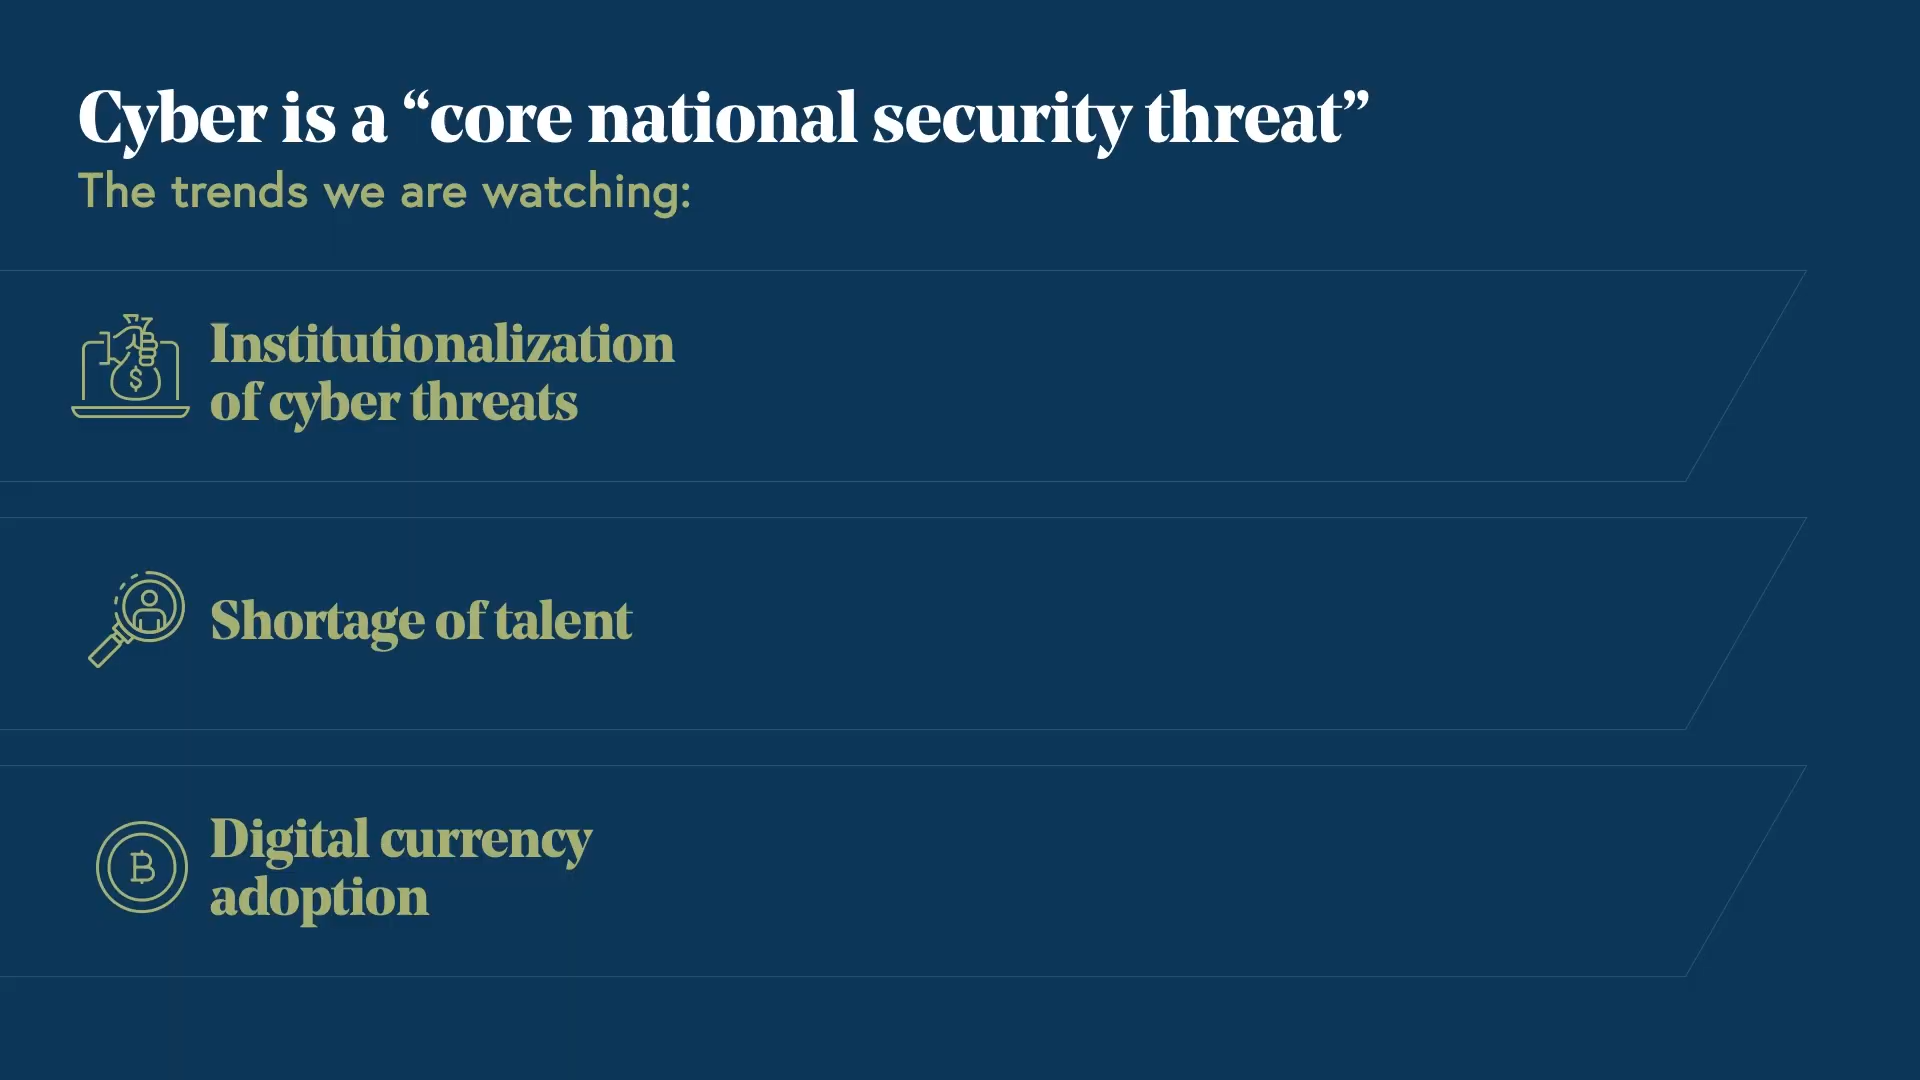 Cyber is a “core national security threat”
The trends we are watching:
$
Institutionalization
of cyber threats
Shortage of talent
B
Digital currency
adoption